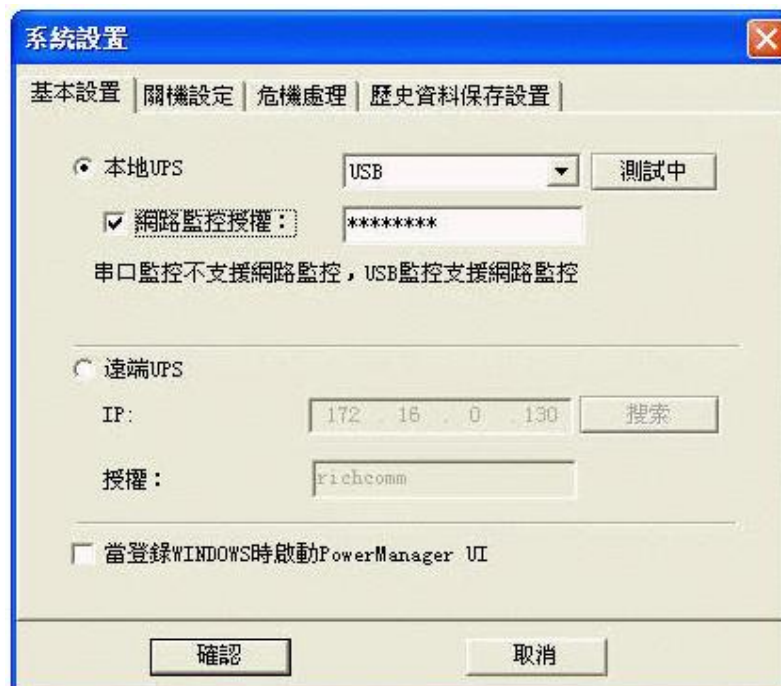 系統設置
基本設置 關機設定 危機處理 歷史資料保存設置
本地UPS USB 測試中
網路監控授權： ********
串口監控不支援網路監控，USB監控支援網路監控
遠端UPS
IP: 172 . 16 . 0 . 130 搜索
授權： richcomm
當登錄WINDOWS時啟動PowerManager UI
確認 取消